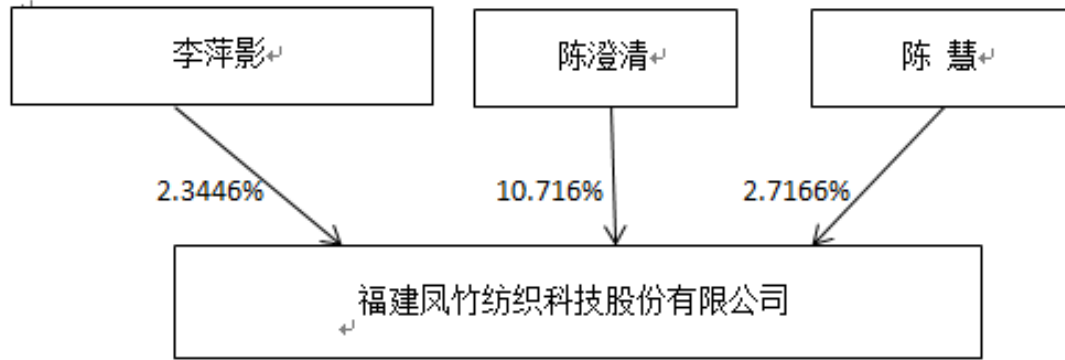 李萍影
陈澄清
陈 慧
2.3446%
10.716%
2.7166%
福建凤竹纺织科技股份有限公司